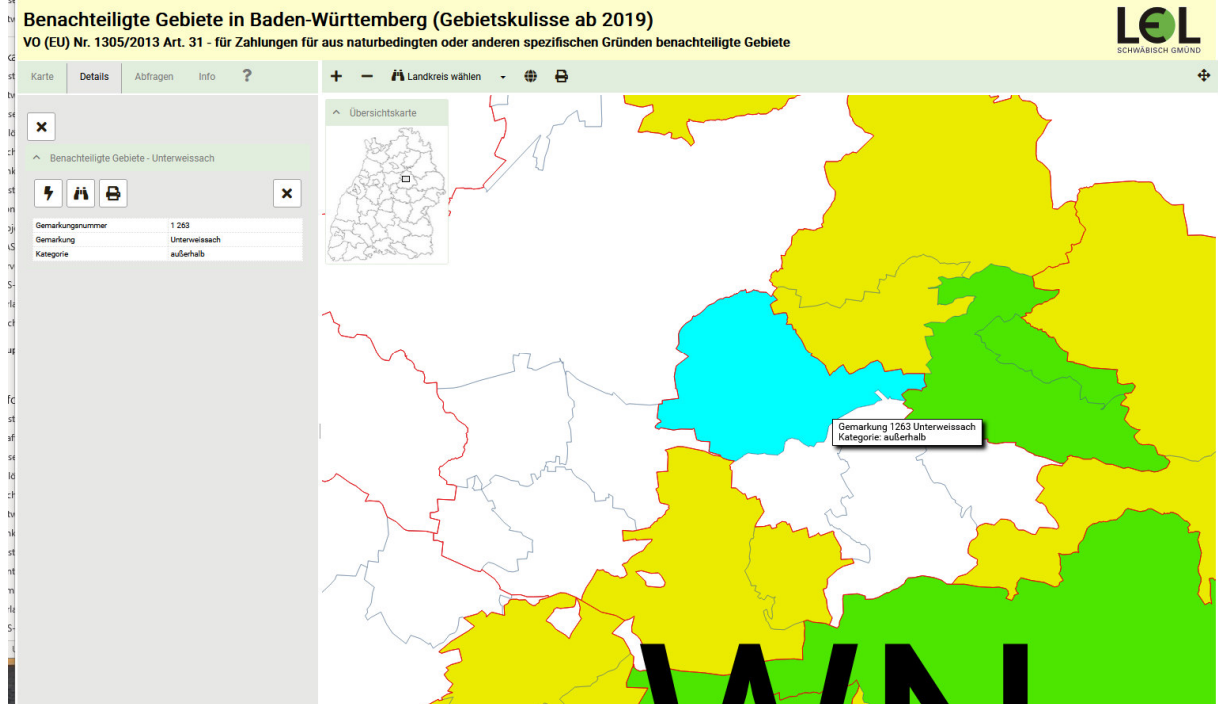 Benachteiligte Gebiete in Baden-Württemberg (Gebietskulisse ab 2019)
VO (EU) Nr. 1305/2013 Art. 31 - für Zahlungen für aus naturbedingten oder anderen spezifischen Gründen benachteiligte Gebiete
LEL
SCHWÄBISCH GMÜND
Karte Details Abfragen Info ?
Landkreis wählen
Übersichtskarte
Benachteiligte Gebiete - Unterweissach
Gemarkungsnummer 1 263
Gemarkung Unterweissach
Kategorie außerhalb
Gemarkung 1263 Unterweissach
Kategorie: außerhalb
WN